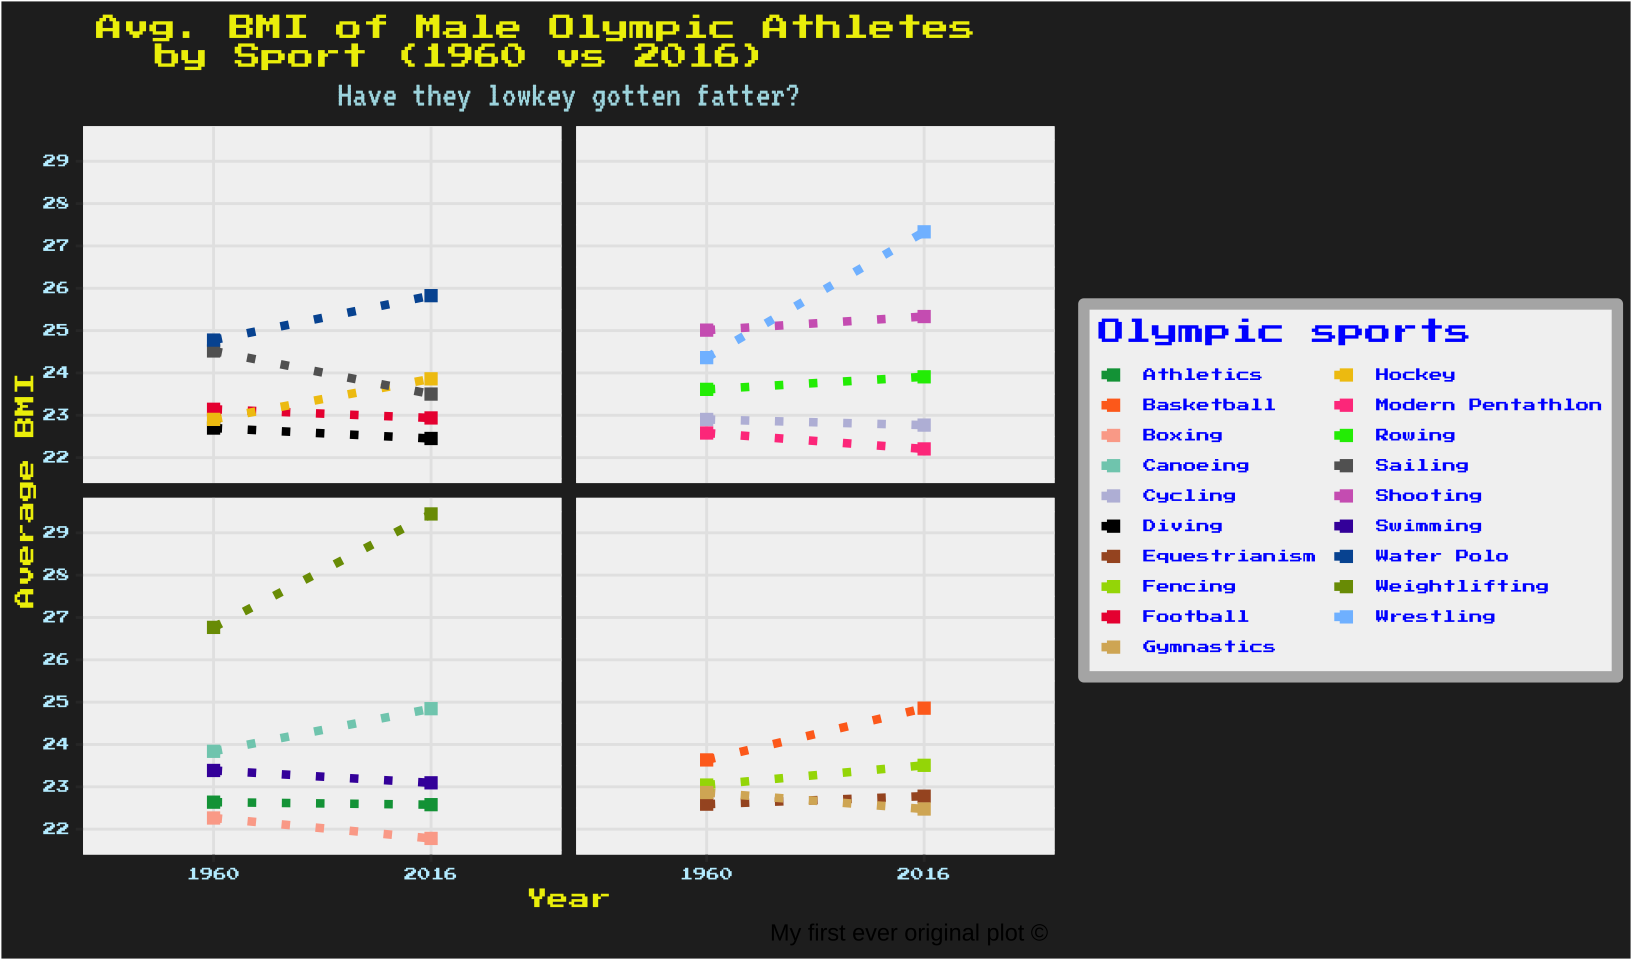 Avg. BMI of Male Olympic Athletes
by Sport (1960 vs 2016)
Have they lowkey gotten fatter?
Average BMI
29
28
27
26
25
24
23
22
29
28
27
26
25
24
23
22
1960 2016 1960 2016
Year
Olympic sports
Athletics
Basketball
Boxing
Canoeing
Cycling
Diving
Equestrianism
Fencing
Football
Gymnastics
Hockey
Modern Pentathlon
Rowing
Sailing
Shooting
Swimming
Water Polo
Weightlifting
Wrestling
My first ever original plot ©